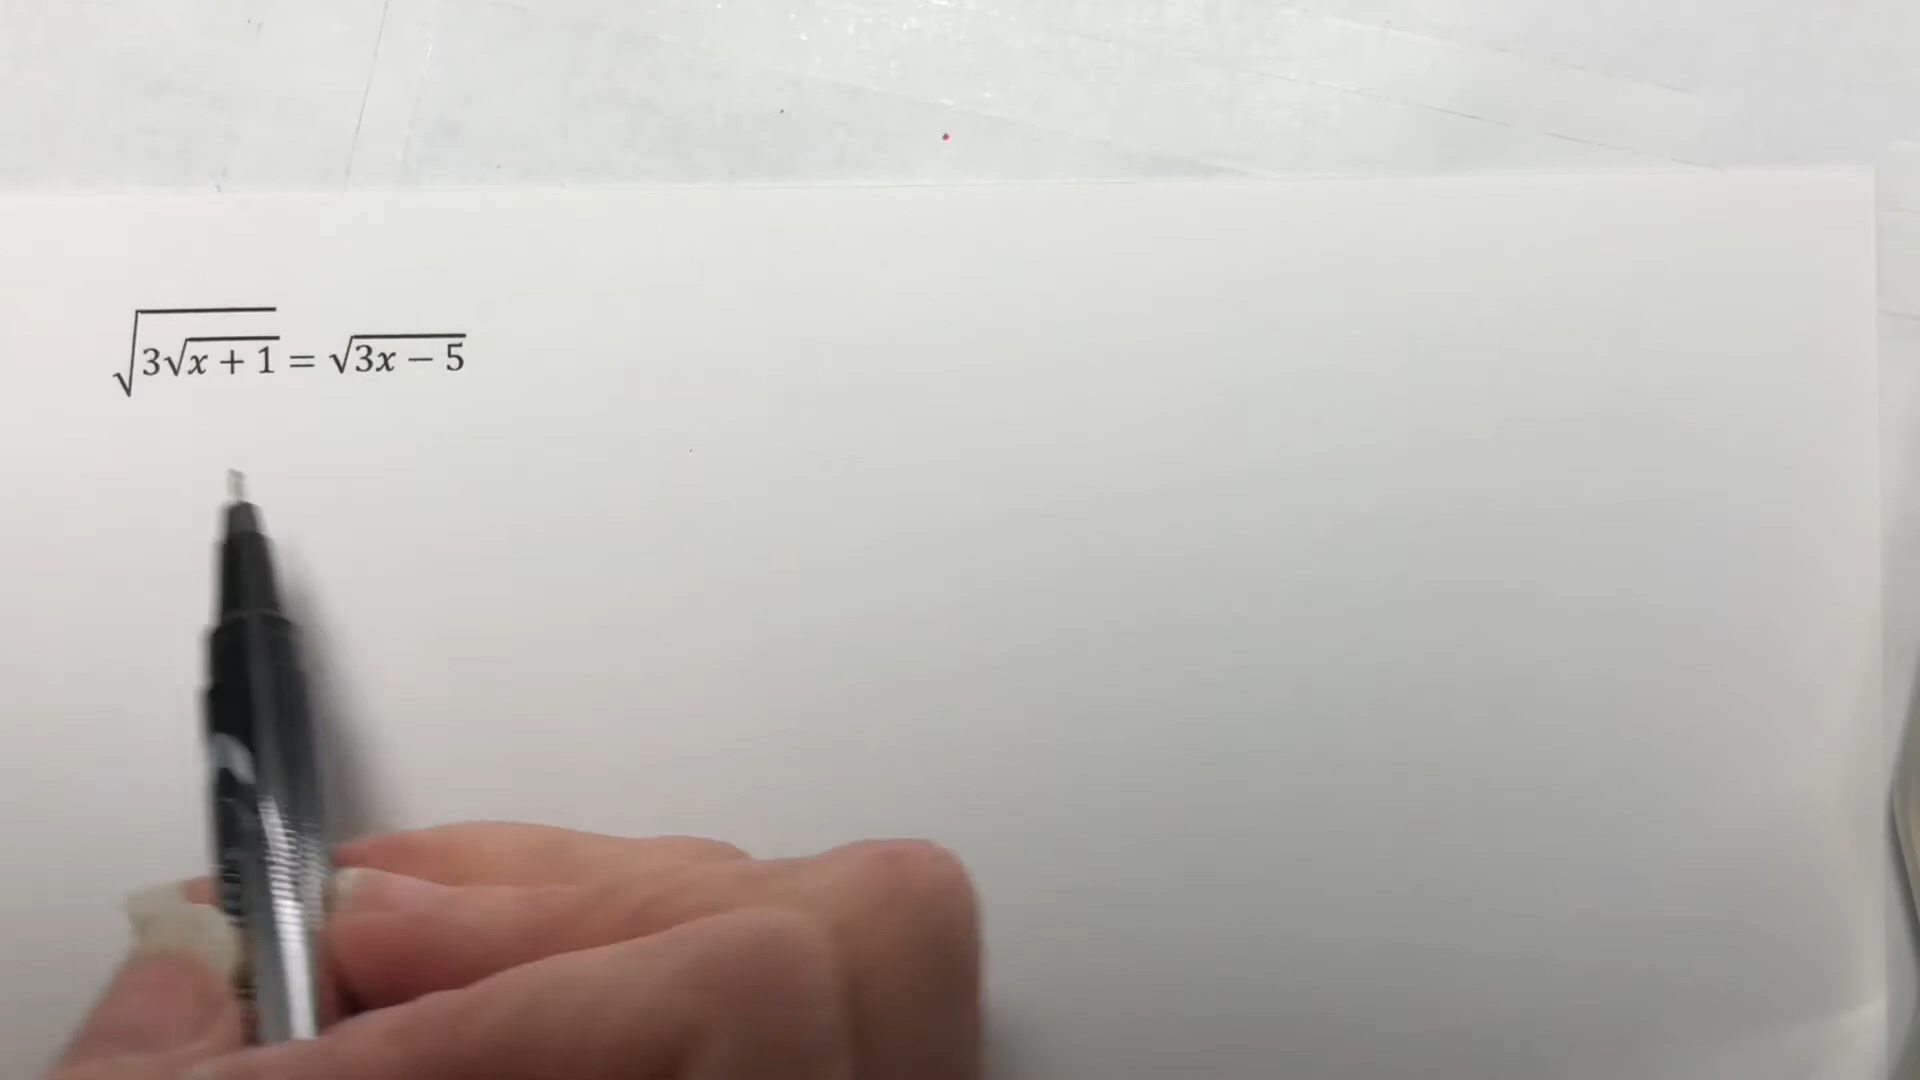 √(3√(x + 1)) = √(3x − 5)